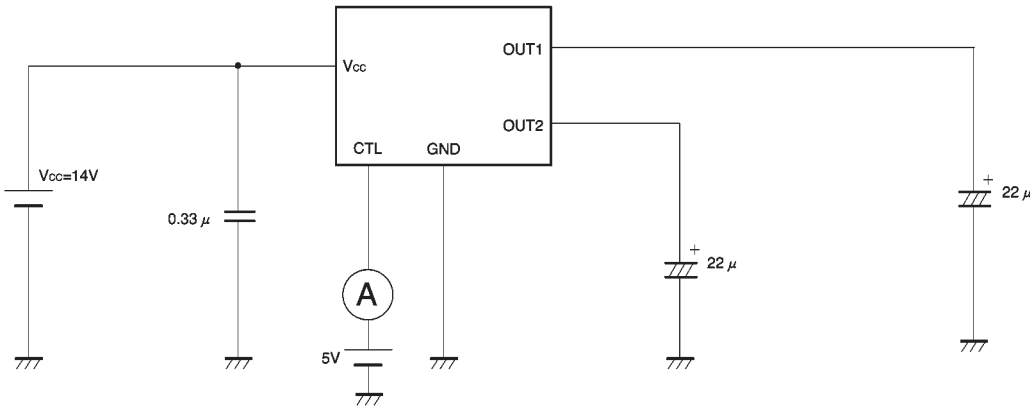 OUT1
Vcc
OUT2
CTL GND
Vcc=14V
+
22 μ
0.33 μ
+
22 μ
A
5V